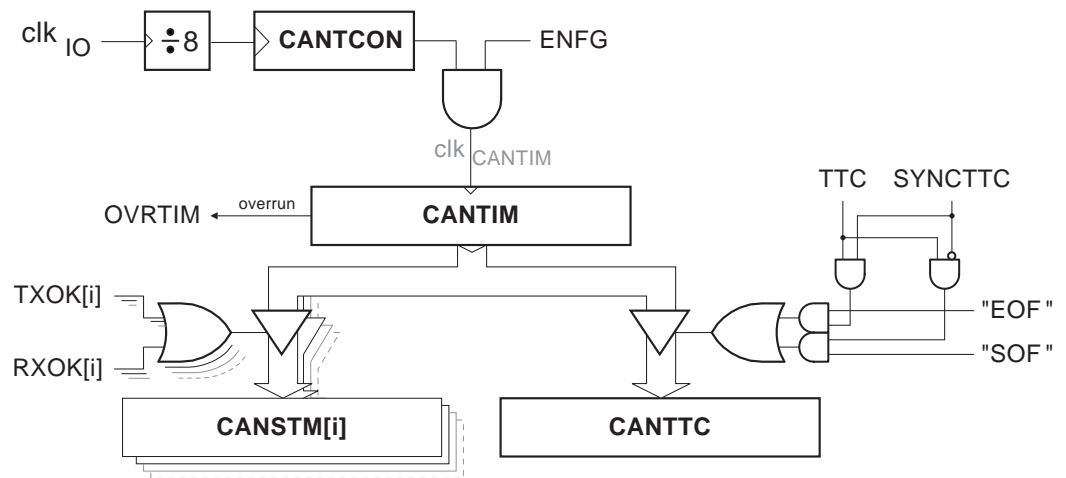 clk IO
÷8
CANTCON
ENFG
clk CANTIM
TTC SYNCTTC
OVRTIM
overrun
CANTIM
TXOK[i]
"EOF"
RXOK[i]
"SOF"
CANSTM[i]
CANTTC